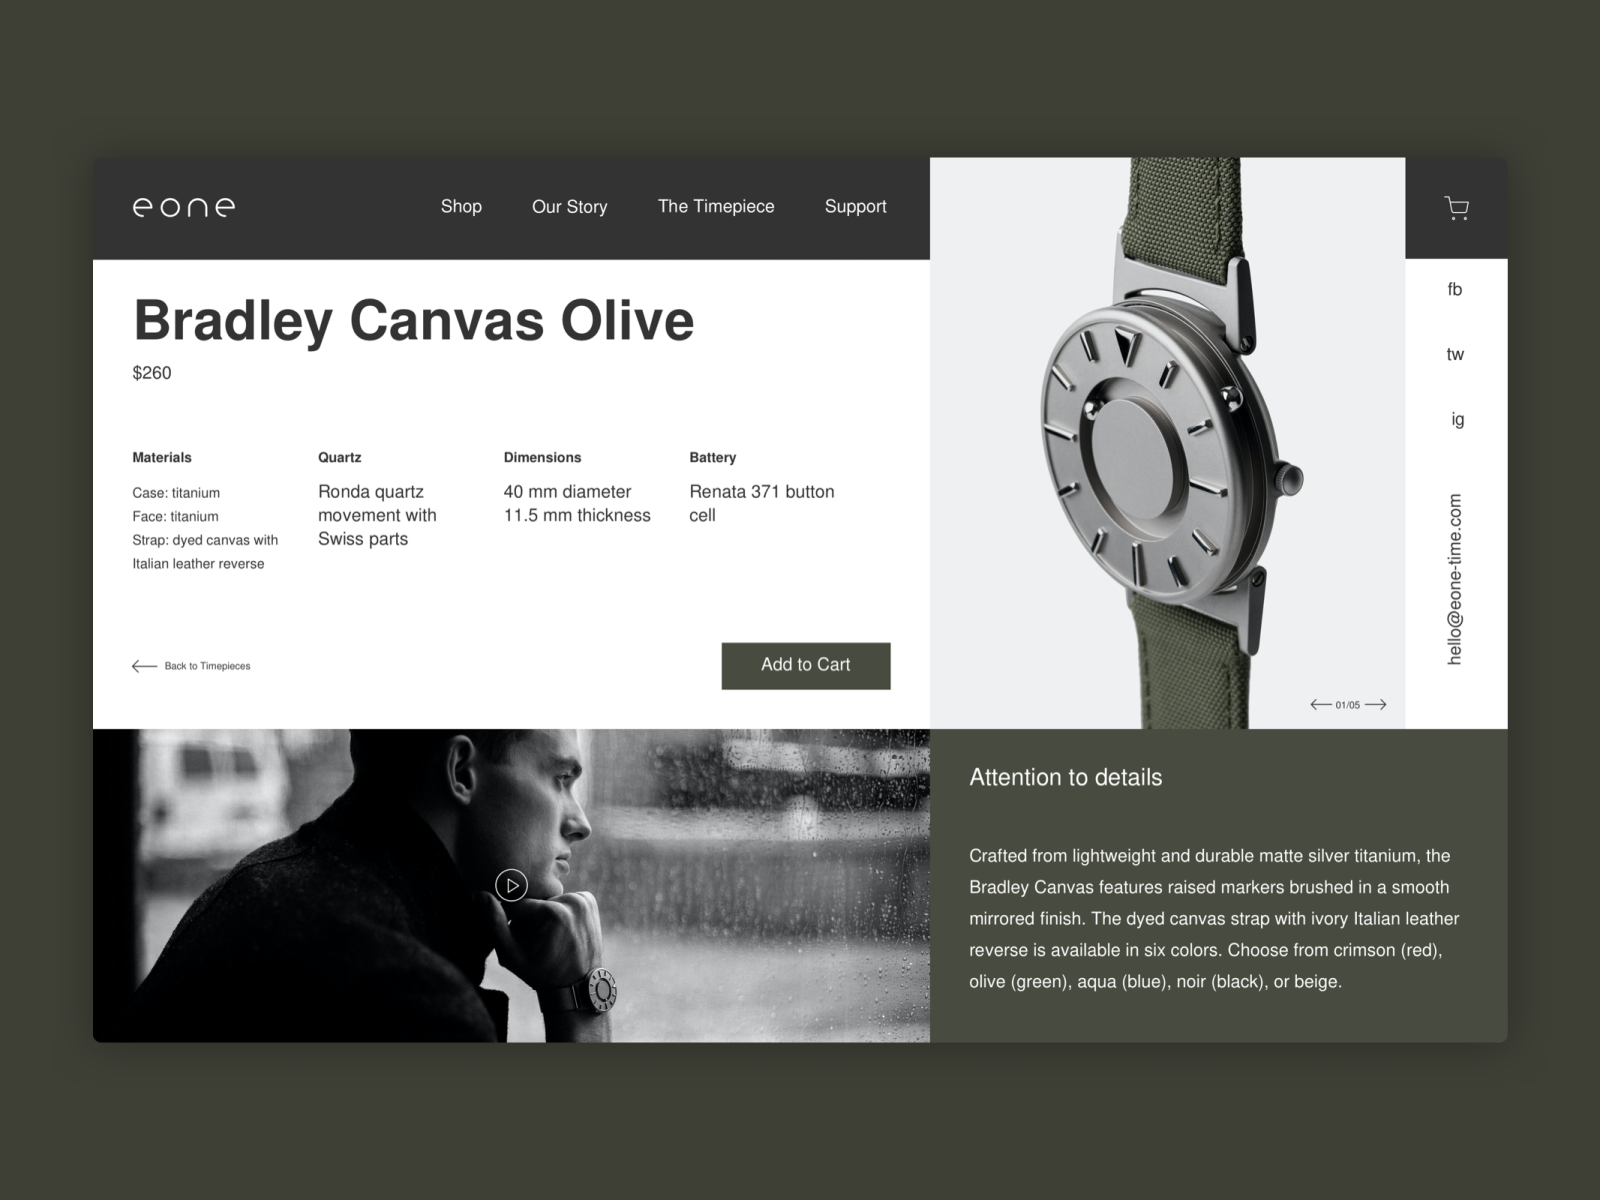 eone
Shop
Our Story
The Timepiece
Support
Bradley Canvas Olive
$260
Materials
Case: titanium
Face: titanium
Strap: dyed canvas with
Italian leather reverse
Quartz
Ronda quartz
movement with
Swiss parts
Dimensions
40 mm diameter
11.5 mm thickness
Battery
Renata 371 button
cell
Back to Timepieces
Add to Cart
01/05
fb
tw
ig
hello@eone-time.com
Attention to details
Crafted from lightweight and durable matte silver titanium, the
Bradley Canvas features raised markers brushed in a smooth
mirrored finish. The dyed canvas strap with ivory Italian leather
reverse is available in six colors. Choose from crimson (red),
olive (green), aqua (blue), noir (black), or beige.